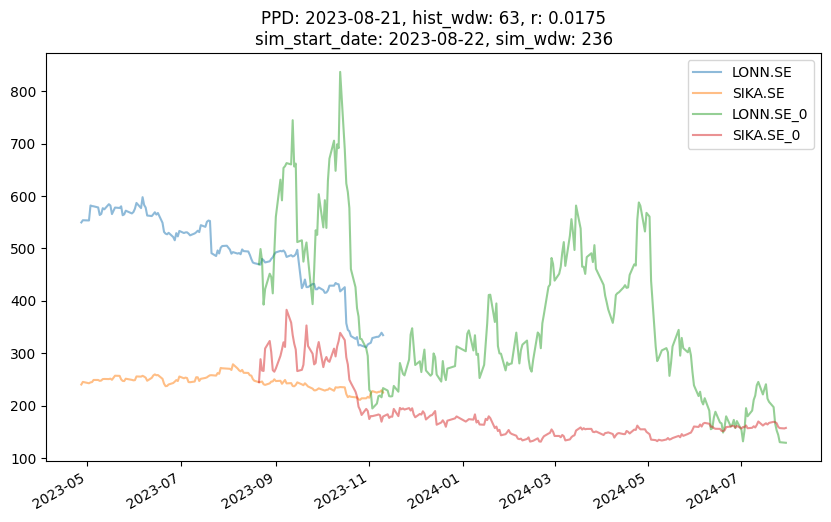 PPD: 2023-08-21, hist_wdw: 63, r: 0.0175
sim_start_date: 2023-08-22, sim_wdw: 236
LONN.SE
SIKA.SE
LONN.SE_0
SIKA.SE_0
800
700
600
500
400
300
200
100
2023-05
2023-07
2023-09
2023-11
2024-01
2024-03
2024-05
2024-07